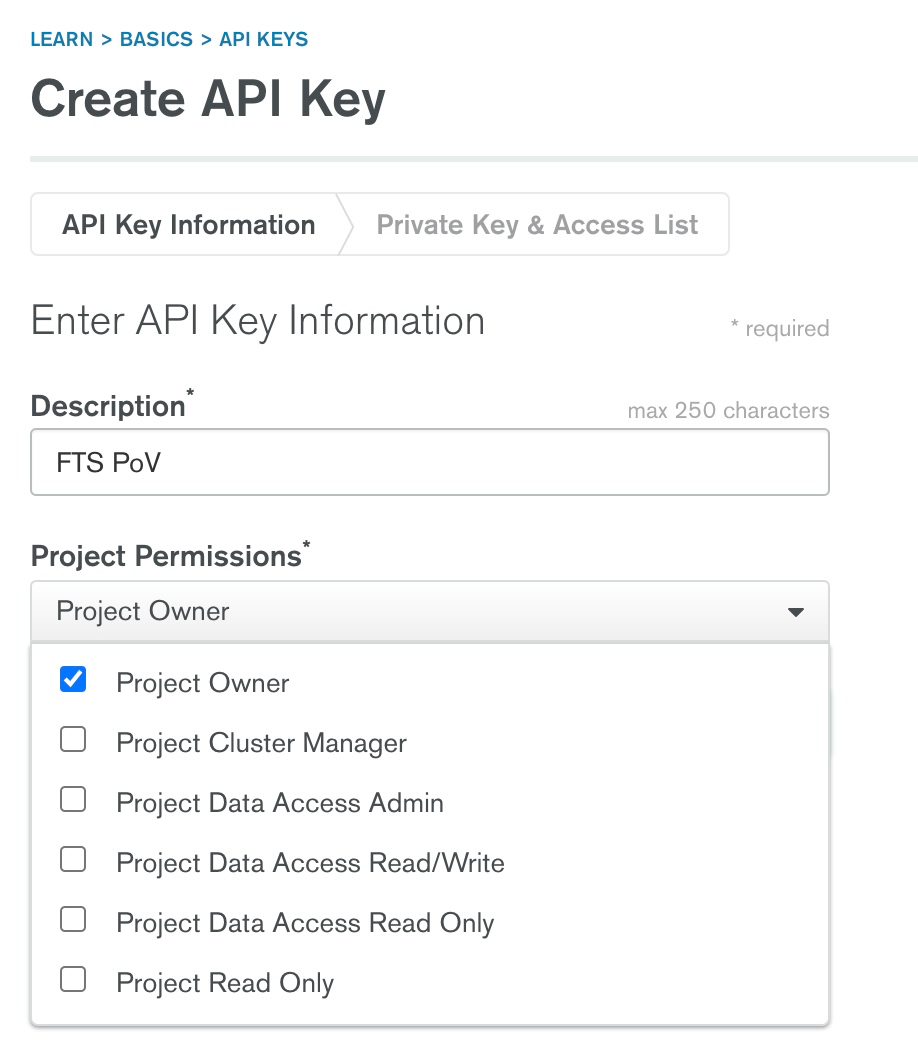 LEARN > BASICS > API KEYS
Create API Key
API Key Information
Private Key & Access List
Enter API Key Information
* required
Description*
max 250 characters
FTS PoV
Project Permissions*
Project Owner
Project Owner
Project Cluster Manager
Project Data Access Admin
Project Data Access Read/Write
Project Data Access Read Only
Project Read Only